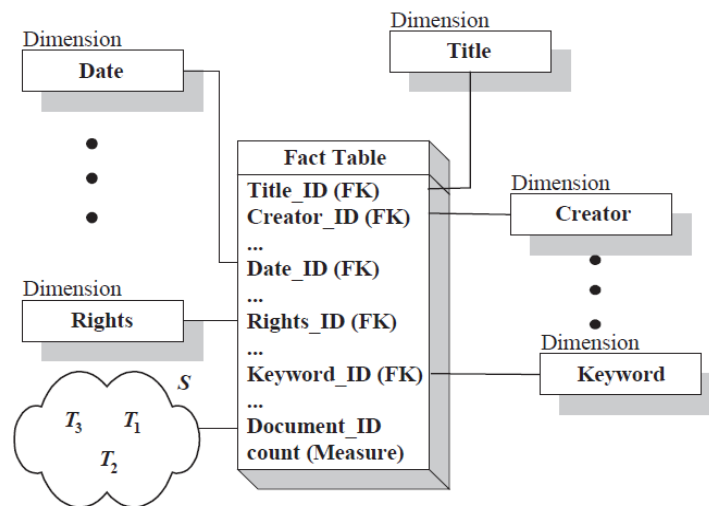 Dimension
Date
Dimension
Title
Fact Table
Title_ID (FK)
Creator_ID (FK)
...
Date_ID (FK)
...
Rights_ID (FK)
...
Keyword_ID (FK)
...
Document_ID
count (Measure)
Dimension
Creator
Dimension
Rights
Dimension
Keyword
S
T3
T1
T2